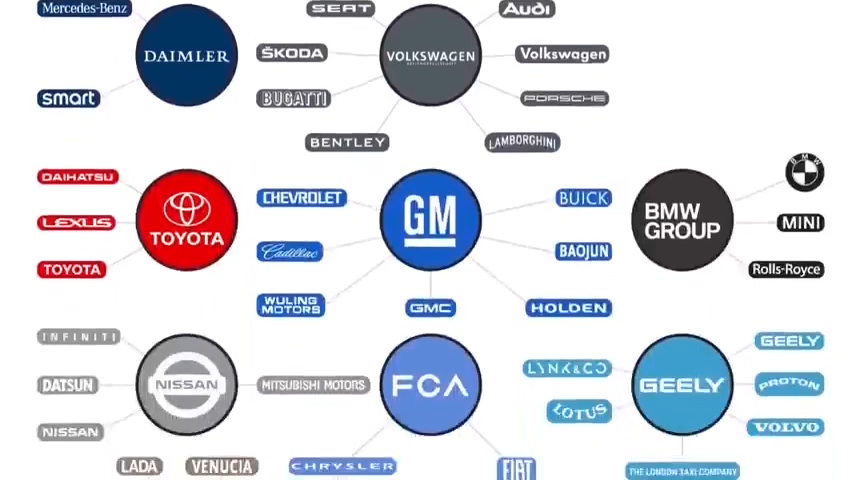 Mercedes-Benz
DAIMLER
smart
SEAT
Audi
ŠKODA
VOLKSWAGEN
Volkswagen
BUGATTI
PORSCHE
BENTLEY
LAMBORGHINI
DAIHATSU
LEXUS
TOYOTA
TOYOTA
CHEVROLET
GM
BUICK
Cadillac
BAOJUN
WULING
MOTORS
GMC
HOLDEN
BMW
BMW
GROUP
MINI
Rolls-Royce
INFINITI
DATSUN
NISSAN
MITSUBISHI MOTORS
NISSAN
LADA
VENUCIA
FCA
CHRYSLER
FIAT
LYNK&CO
GEELY
GEELY
PROTON
LOTUS
VOLVO
THE LONDON TAXI COMPANY